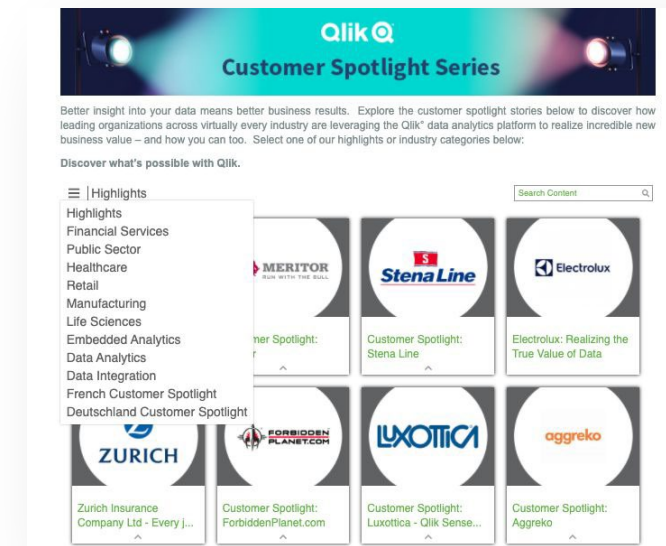 Qlik Q
Customer Spotlight Series
Better insight into your data means better business results. Explore the customer spotlight stories below to discover how
leading organizations across virtually every industry are leveraging the Qlik® data analytics platform to realize incredible new
business value – and how you can too. Select one of our highlights or industry categories below:
Discover what's possible with Qlik.
☰ | Highlights
Search Content
Highlights
Financial Services
Public Sector
Healthcare
Retail
Manufacturing
Life Sciences
Embedded Analytics
Data Analytics
Data Integration
French Customer Spotlight
Deutschland Customer Spotlight
MERITOR
RUN WITH THE BULL
S
Stena Line
Electrolux
mer Spotlight:
r
Customer Spotlight:
Stena Line
Electrolux: Realizing the
True Value of Data
Z
ZURICH
FORBIDDEN
PLANET.COM
LUXOTTICA
aggreko
Zurich Insurance
Company Ltd - Every j...
Customer Spotlight:
ForbiddenPlanet.com
Customer Spotlight:
Luxottica - Qlik Sense...
Customer Spotlight:
Aggreko